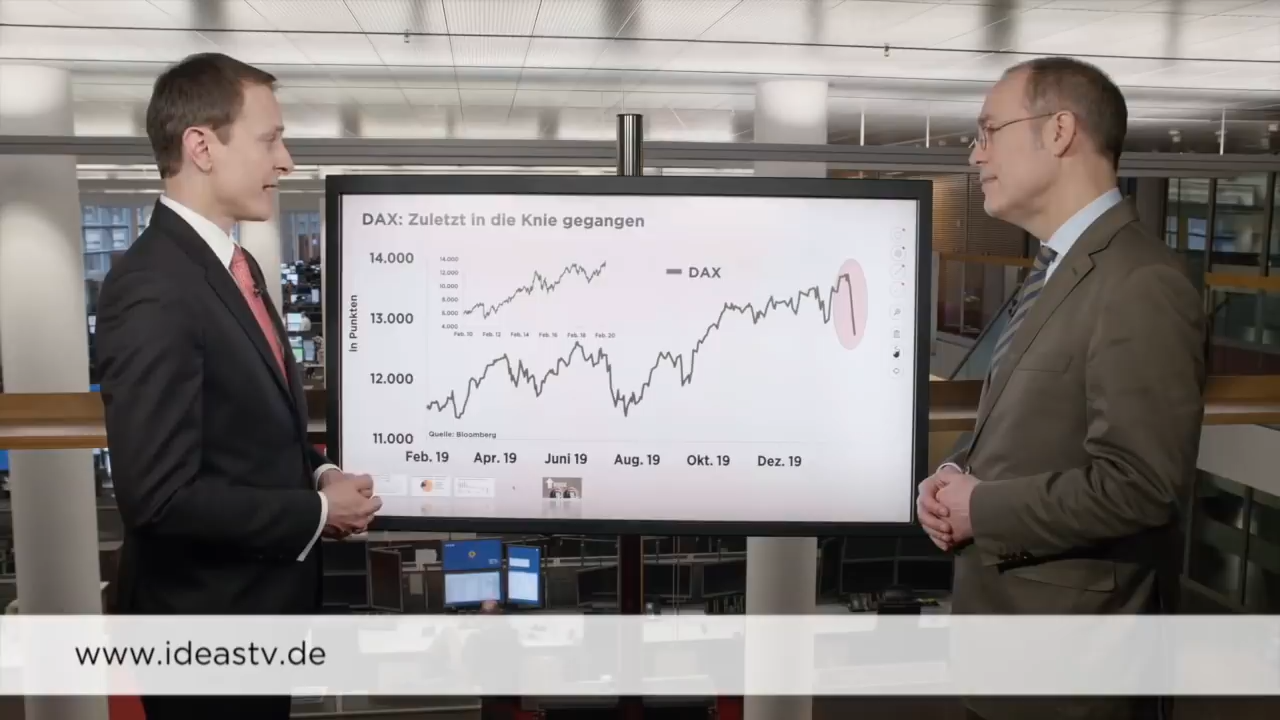 DAX: Zuletzt in die Knie gegangen
14.000
13.000
12.000
11.000
In Punkten
14.000
12.000
10.000
8.000
6.000
4.000
Feb. 10 Feb. 12 Feb. 14 Feb. 16 Feb. 18 Feb. 20
DAX
Quelle: Bloomberg
Feb. 19 Apr. 19 Juni 19 Aug. 19 Okt. 19 Dez. 19
www.ideastv.de